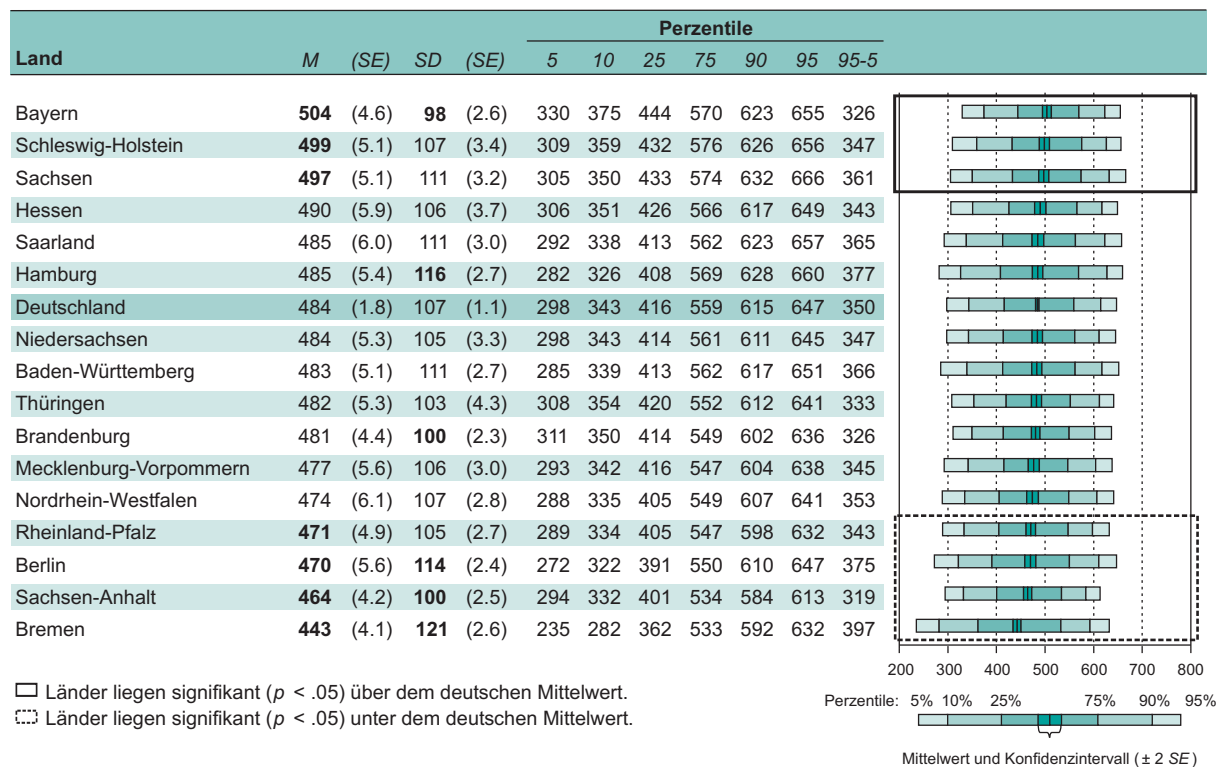 Perzentile
Land M (SE) SD (SE) 5 10 25 75 90 95 95-5
Bayern 504 (4.6) 98 (2.6) 330 375 444 570 623 655 326
Schleswig-Holstein 499 (5.1) 107 (3.4) 309 359 432 576 626 656 347
Sachsen 497 (5.1) 111 (3.2) 305 350 433 574 632 666 361
Hessen 490 (5.9) 106 (3.7) 306 351 426 566 617 649 343
Saarland 485 (6.0) 111 (3.0) 292 338 413 562 623 657 365
Hamburg 485 (5.4) 116 (2.7) 282 326 408 569 628 660 377
Deutschland 484 (1.8) 107 (1.1) 298 343 416 559 615 647 350
Niedersachsen 484 (5.3) 105 (3.3) 298 343 414 561 611 645 347
Baden-Württemberg 483 (5.1) 111 (2.7) 285 339 413 562 617 651 366
Thüringen 482 (5.3) 103 (4.3) 308 354 420 552 612 641 333
Brandenburg 481 (4.4) 100 (2.3) 311 350 414 549 602 636 326
Mecklenburg-Vorpommern 477 (5.6) 106 (3.0) 293 342 416 547 604 638 345
Nordrhein-Westfalen 474 (6.1) 107 (2.8) 288 335 405 549 607 641 353
Rheinland-Pfalz 471 (4.9) 105 (2.7) 289 334 405 547 598 632 343
Berlin 470 (5.6) 114 (2.4) 272 322 391 550 610 647 375
Sachsen-Anhalt 464 (4.2) 100 (2.5) 294 332 401 534 584 613 319
Bremen 443 (4.1) 121 (2.6) 235 282 362 533 592 632 397
200 300 400 500 600 700 800
Länder liegen signifikant (p < .05) über dem deutschen Mittelwert.
Länder liegen signifikant (p < .05) unter dem deutschen Mittelwert.
Perzentile: 5% 10% 25% 75% 90% 95%
Mittelwert und Konfidenzintervall (± 2 SE)